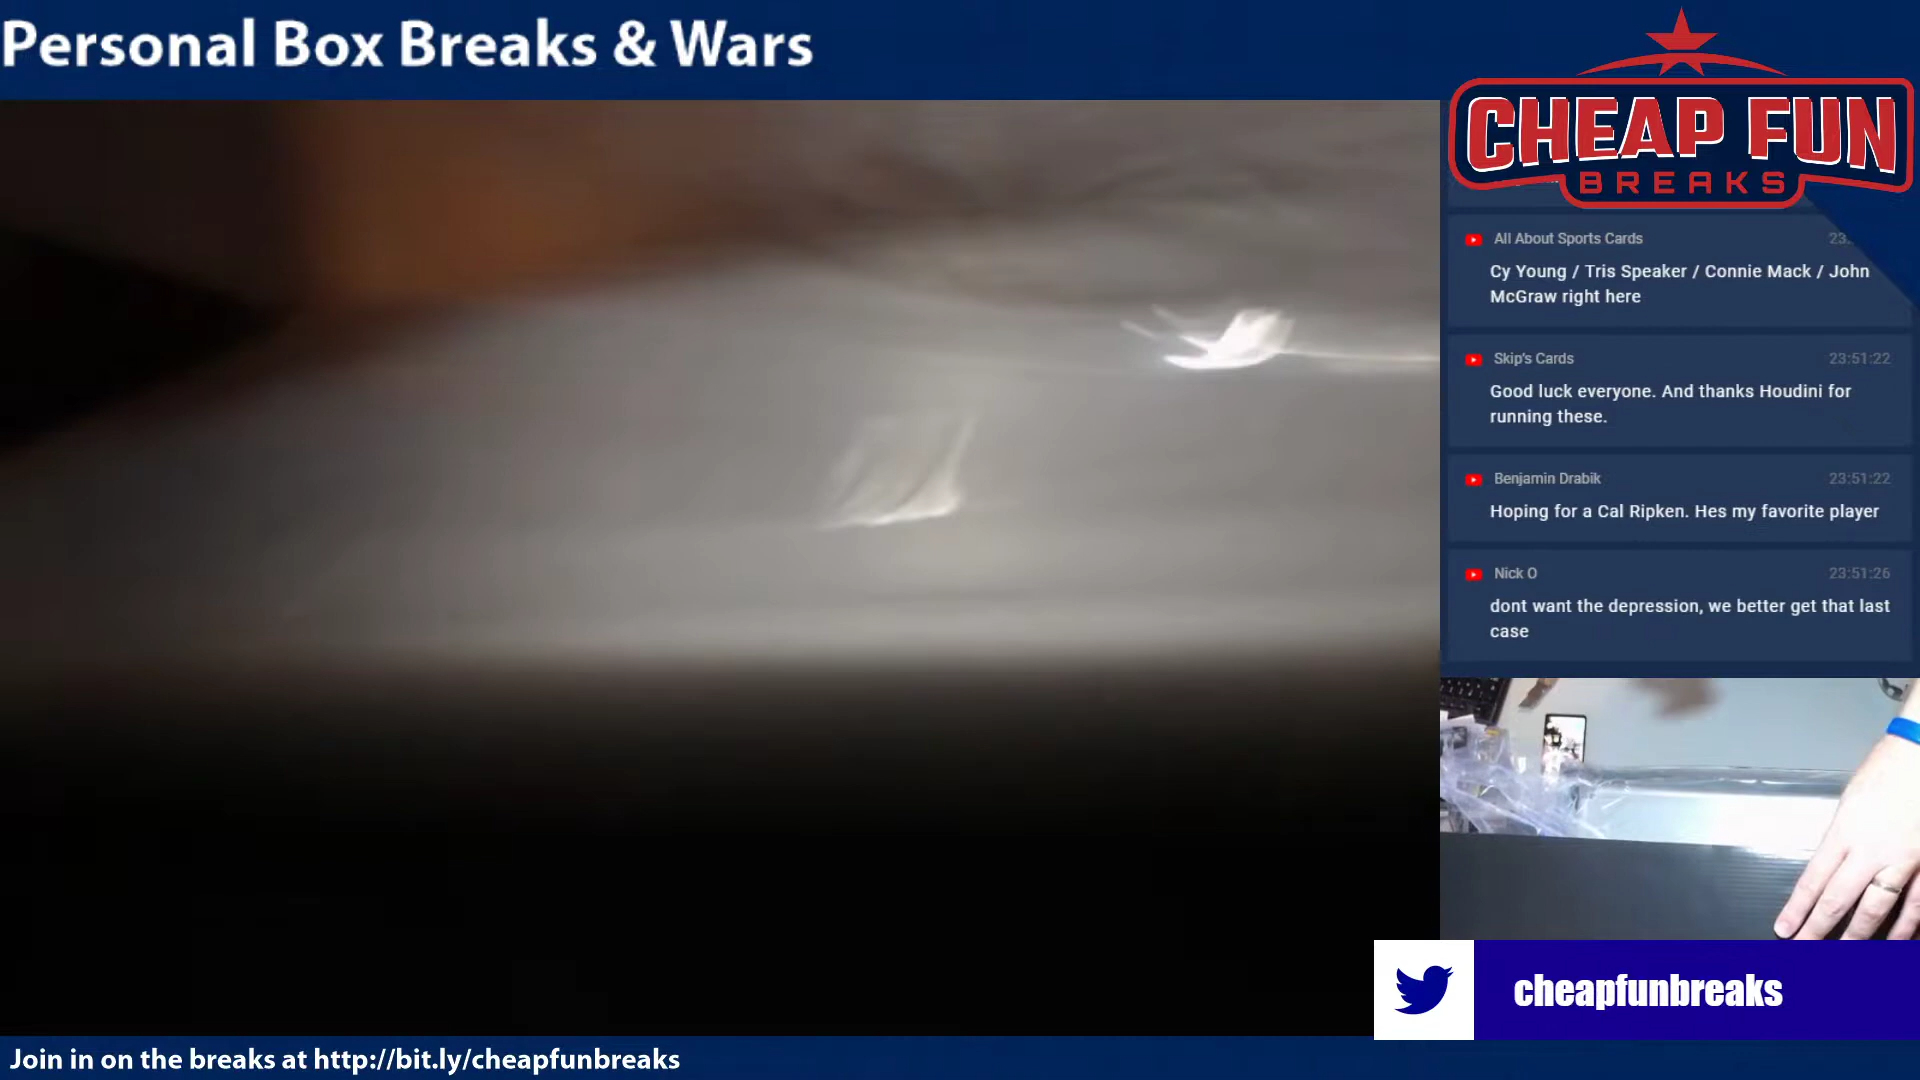 Personal Box Breaks & Wars
CHEAP FUN
BREAKS
All About Sports Cards
Cy Young / Tris Speaker / Connie Mack / John
McGraw right here
Skip's Cards 23:51:22
Good luck everyone. And thanks Houdini for
running these.
Benjamin Drabik 23:51:22
Hoping for a Cal Ripken. Hes my favorite player
Nick O 23:51:26
dont want the depression, we better get that last
case
cheapfunbreaks
Join in on the breaks at http://bit.ly/cheapfunbreaks